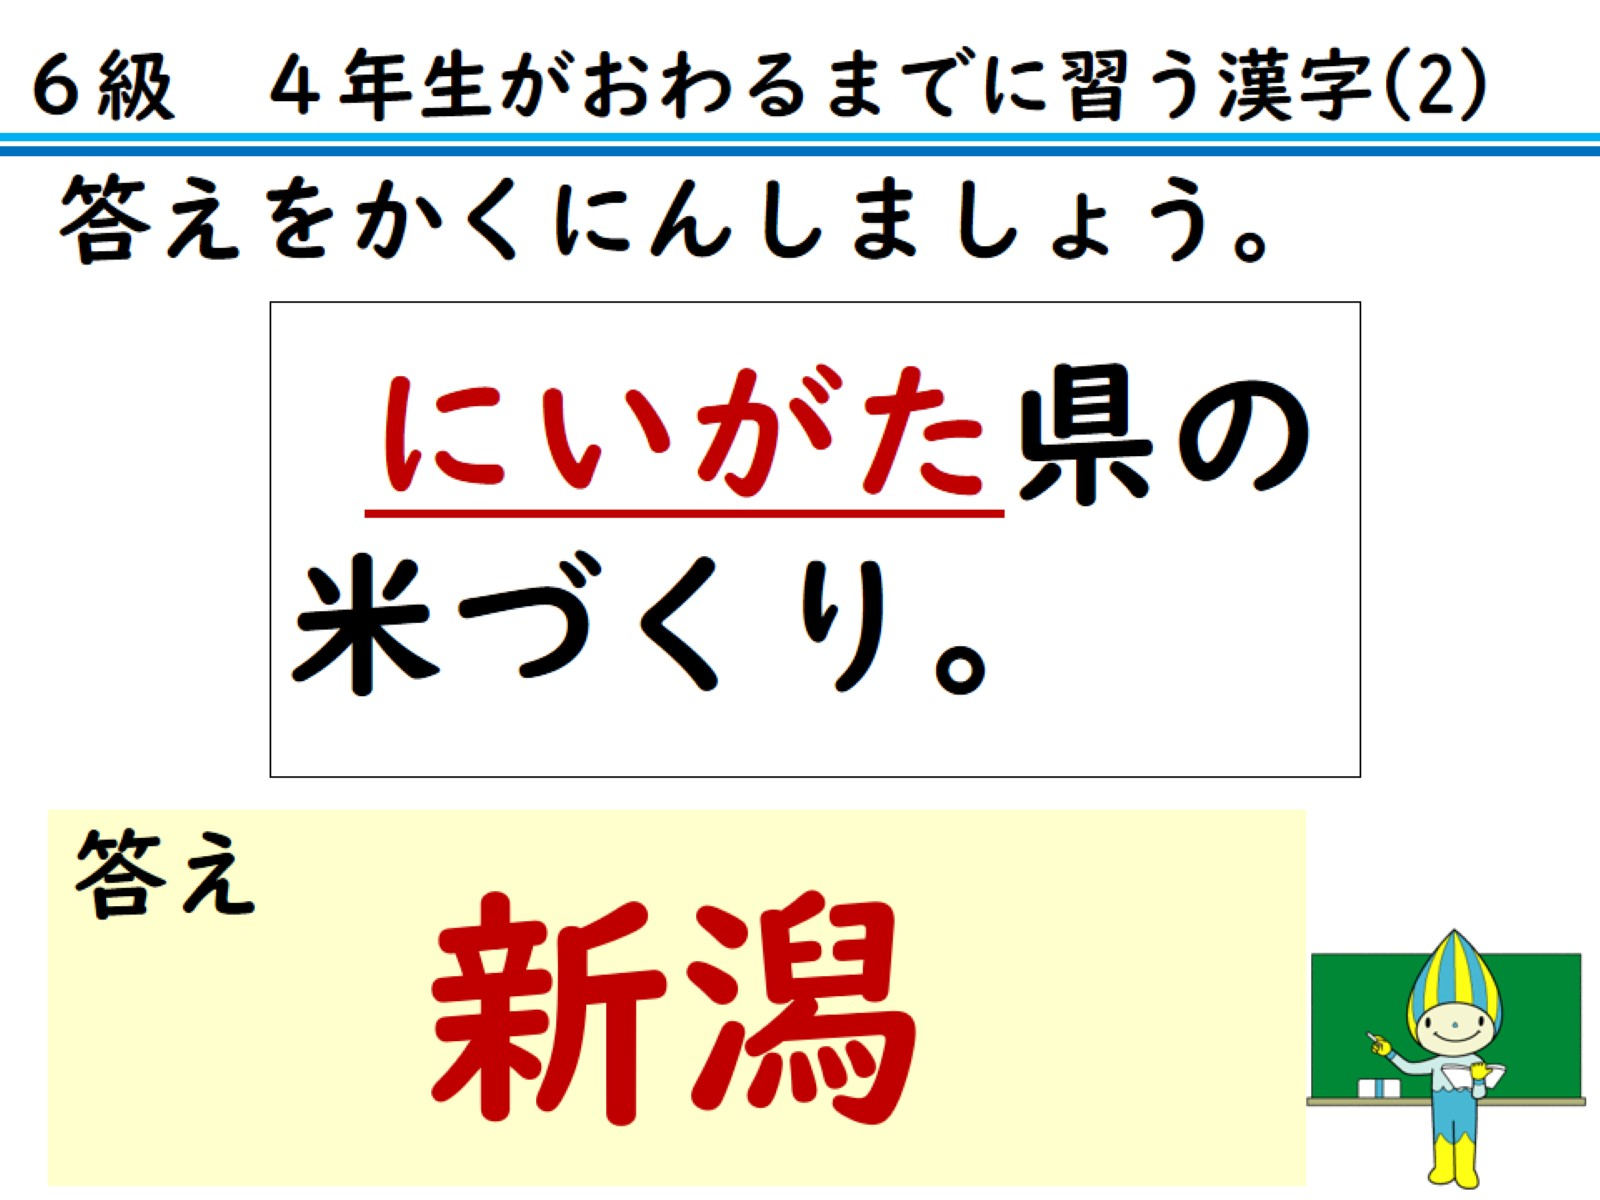 ６級　４年生がおわるまでに習う漢字(2)
答えをかくにんしましょう。
にいがた県の
米づくり。
答え
新潟